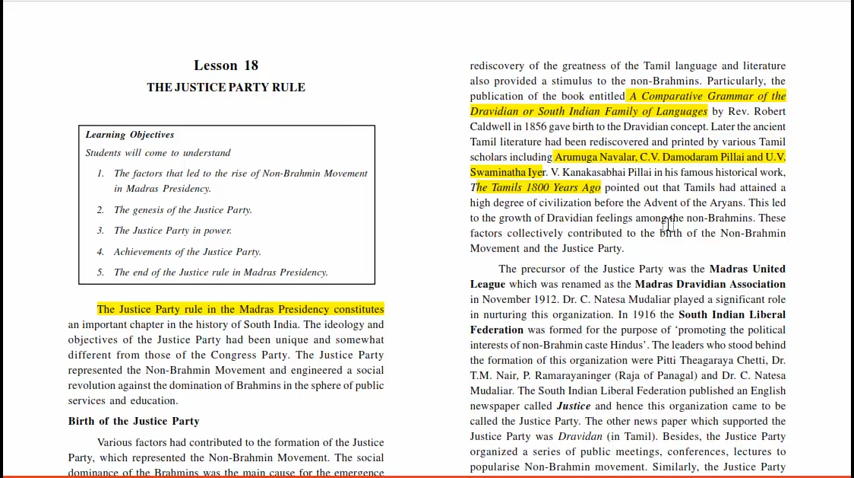 Lesson 18
THE JUSTICE PARTY RULE
Learning Objectives
Students will come to understand
1. The factors that led to the rise of Non-Brahmin Movement
in Madras Presidency.
2. The genesis of the Justice Party.
3. The Justice Party in power.
4. Achievements of the Justice Party.
5. The end of the Justice rule in Madras Presidency.
The Justice Party rule in the Madras Presidency constitutes
an important chapter in the history of South India. The ideology and
objectives of the Justice Party had been unique and somewhat
different from those of the Congress Party. The Justice Party
represented the Non-Brahmin Movement and engineered a social
revolution against the domination of Brahmins in the sphere of public
services and education.
Birth of the Justice Party
Various factors had contributed to the formation of the Justice
Party, which represented the Non-Brahmin Movement. The social
dominance of the Brahmins was the main cause for the emergence
rediscovery of the greatness of the Tamil language and literature
also provided a stimulus to the non-Brahmins. Particularly, the
publication of the book entitled A Comparative Grammar of the
Dravidian or South Indian Family of Languages by Rev. Robert
Caldwell in 1856 gave birth to the Dravidian concept. Later the ancient
Tamil literature had been rediscovered and printed by various Tamil
scholars including Arumuga Navalar, C.V. Damodaram Pillai and U.V.
Swaminatha Iyer. V. Kanakasabhai Pillai in his famous historical work,
The Tamils 1800 Years Ago pointed out that Tamils had attained a
high degree of civilization before the Advent of the Aryans. This led
to the growth of Dravidian feelings among the non-Brahmins. These
factors collectively contributed to the birth of the Non-Brahmin
Movement and the Justice Party.
The precursor of the Justice Party was the Madras United
League which was renamed as the Madras Dravidian Association
in November 1912. Dr. C. Natesa Mudaliar played a significant role
in nurturing this organization. In 1916 the South Indian Liberal
Federation was formed for the purpose of ‘promoting the political
interests of non-Brahmin caste Hindus’. The leaders who stood behind
the formation of this organization were Pitti Theagaraya Chetti, Dr.
T.M. Nair, P. Ramarayaninger (Raja of Panagal) and Dr. C. Natesa
Mudaliar. The South Indian Liberal Federation published an English
newspaper called Justice and hence this organization came to be
called the Justice Party. The other news paper which supported the
Justice Party was Dravidan (in Tamil). Besides, the Justice Party
organized a series of public meetings, conferences, lectures to
popularise Non-Brahmin movement. Similarly, the Justice Party